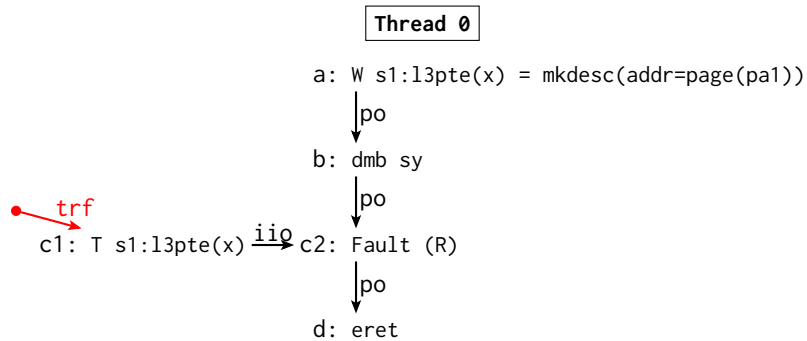 Thread 0
a: W s1:l3pte(x) = mkdesc(addr=page(pa1))
po
b: dmb sy
po
trf
c1: T s1:l3pte(x) iio c2: Fault (R)
po
d: eret